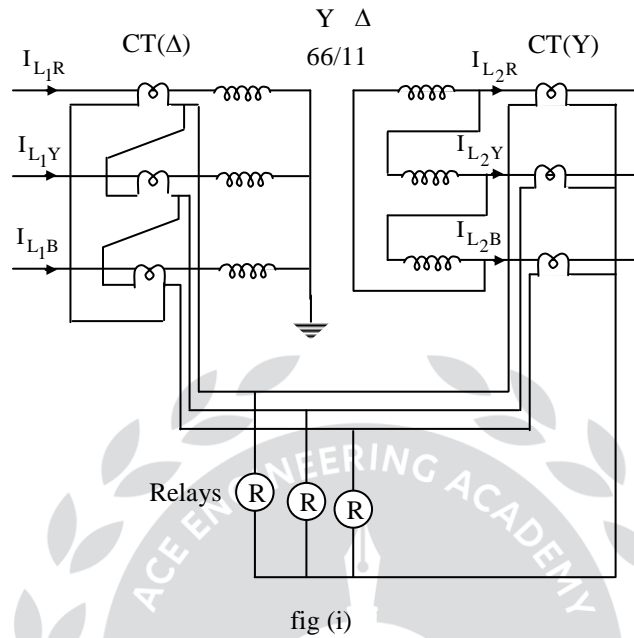 Y Δ
CT(Δ) 66/11 CT(Y)
I_{L_1R} I_{L_2R}
I_{L_1Y} I_{L_2Y}
I_{L_1B} I_{L_2B}
Relays R R R
ACE ENGINEERING ACADEMY
fig (i)